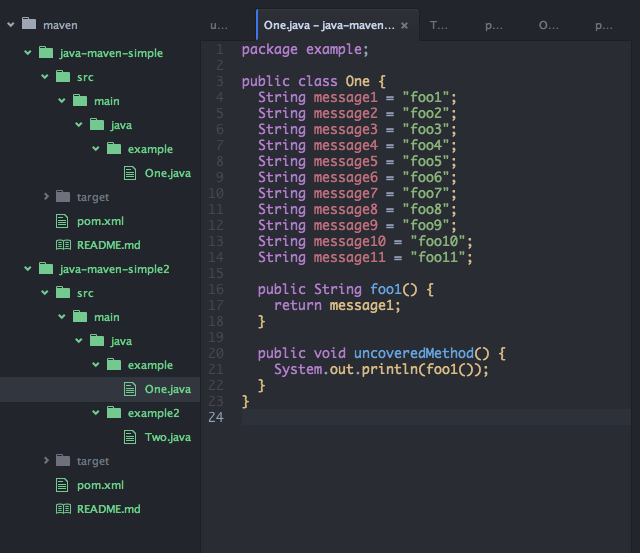 maven
java-maven-simple
src
main
java
example
One.java
target
pom.xml
README.md
java-maven-simple2
src
main
java
example
One.java
example2
Two.java
target
pom.xml
README.md
u... One.java – java-maven... × T... p... O... p...
1 package example;
2
3 public class One {
4 String message1 = "foo1";
5 String message2 = "foo2";
6 String message3 = "foo3";
7 String message4 = "foo4";
8 String message5 = "foo5";
9 String message6 = "foo6";
10 String message7 = "foo7";
11 String message8 = "foo8";
12 String message9 = "foo9";
13 String message10 = "foo10";
14 String message11 = "foo11";
15
16 public String foo1() {
17 return message1;
18 }
19
20 public void uncoveredMethod() {
21 System.out.println(foo1());
22 }
23 }
24